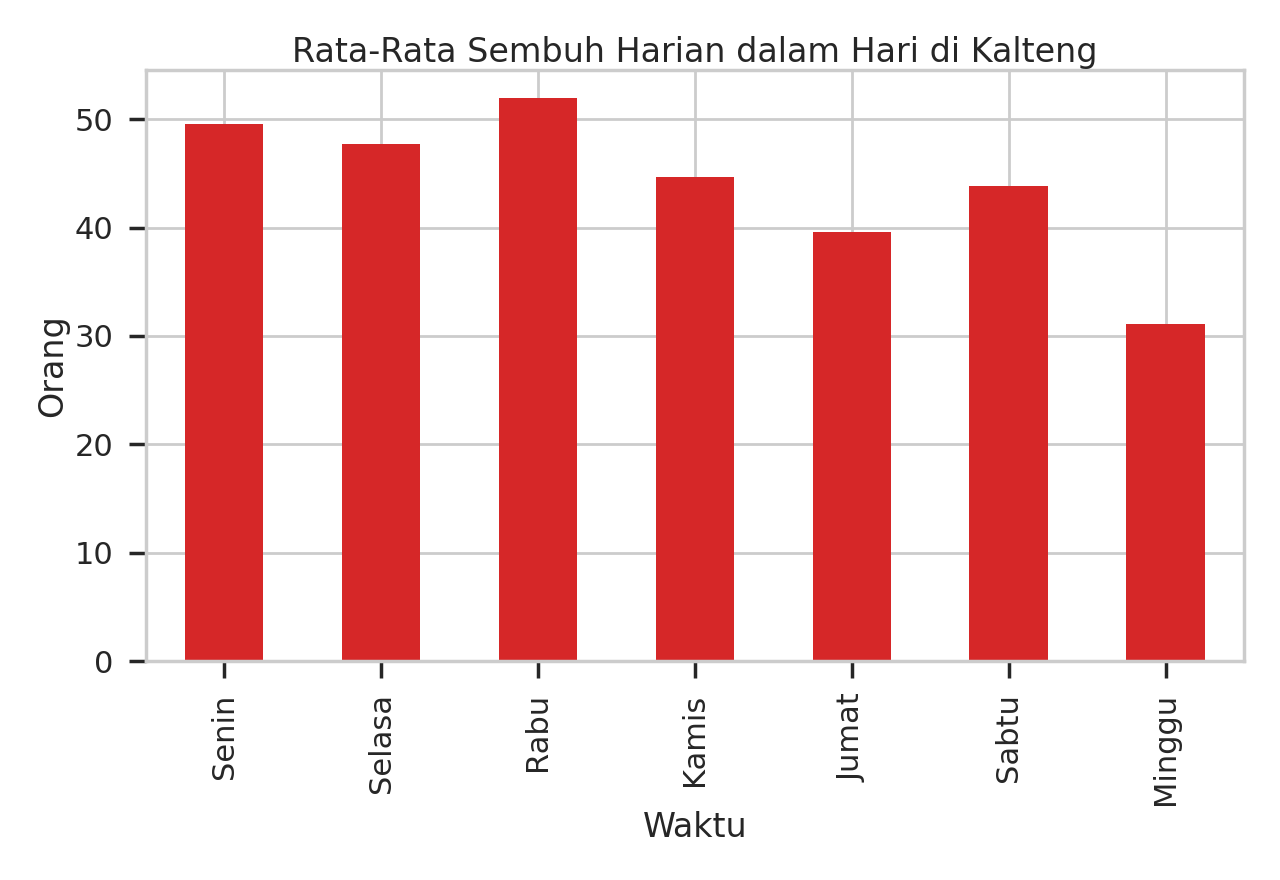 Rata-Rata Sembuh Harian dalam Hari di Kalteng
Orang
50
40
30
20
10
0
Senin
Selasa
Rabu
Kamis
Jumat
Sabtu
Minggu
Waktu